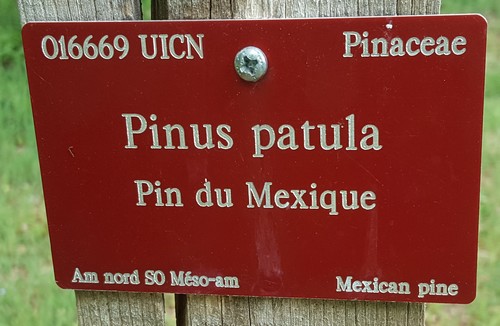 016669 UICN Pinaceae
Pinus patula
Pin du Mexique
Am nord SO Méso-am Mexican pine